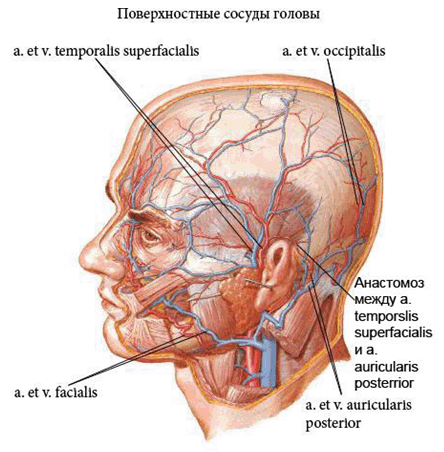 Поверхностные сосуды головы
a. et v. temporalis superfacialis
a. et v. occipitalis
Анастомоз
между a.
temporslis
superfacialis
и a.
auricularis
posterrior
a. et v. facialis
a. et v. auricularis
posterior